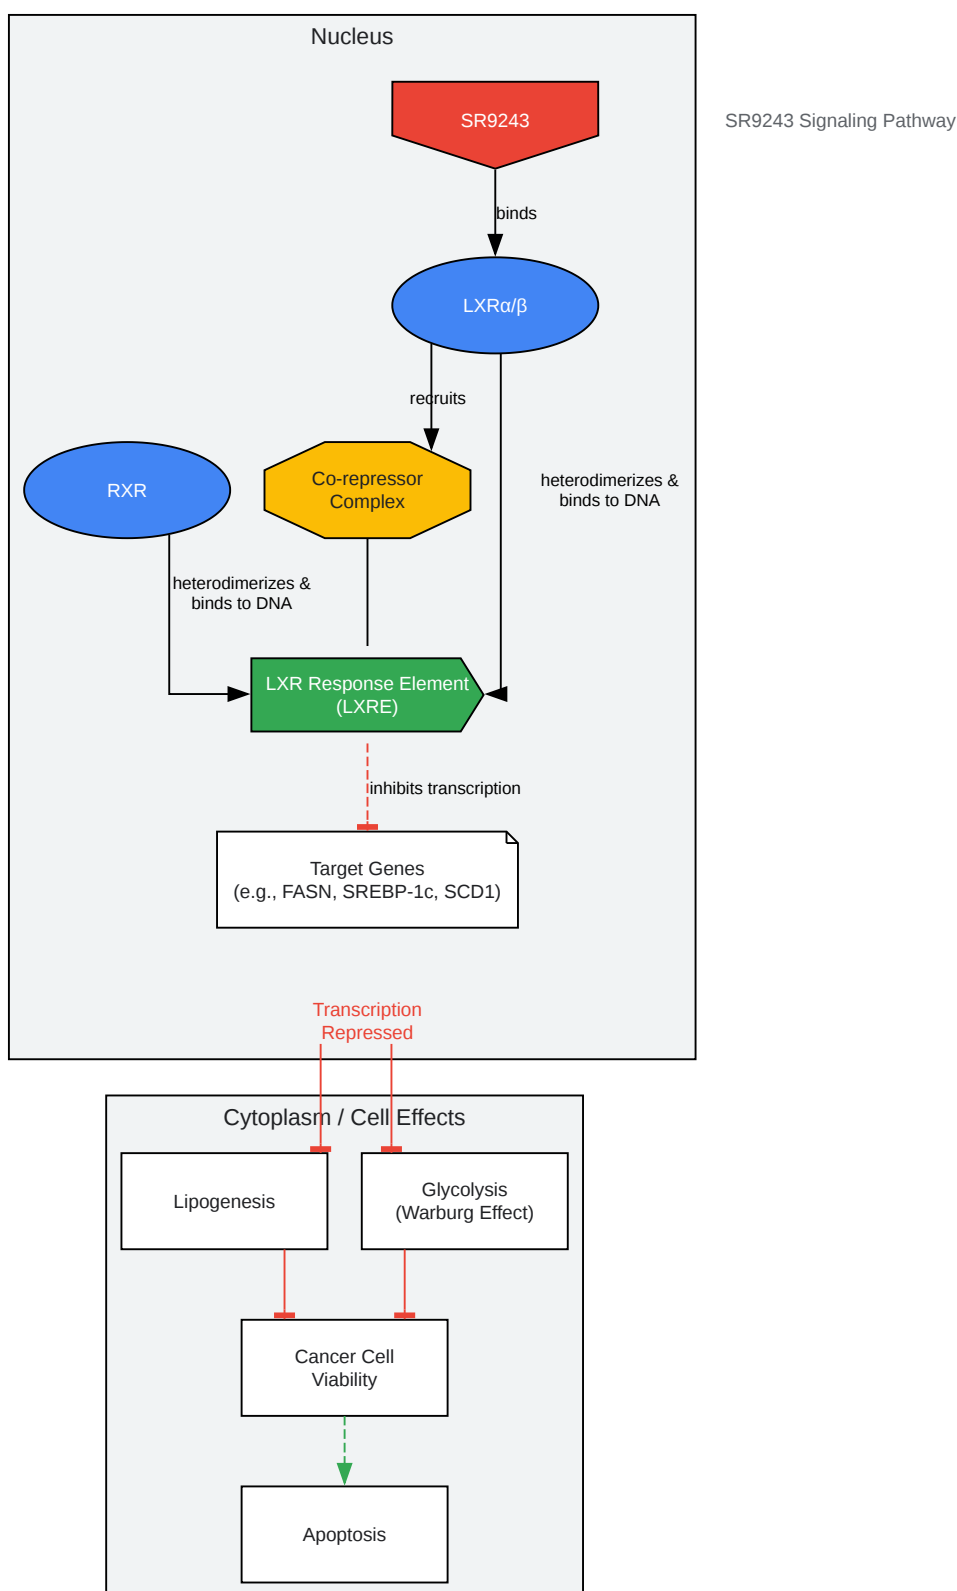 Nucleus
SR9243
SR9243 Signaling Pathway
binds
LXRα/β
recruits
RXR
Co-repressor
Complex
heterodimerizes &
binds to DNA
heterodimerizes &
binds to DNA
LXR Response Element
(LXRE)
inhibits transcription
Target Genes
(e.g., FASN, SREBP-1c, SCD1)
Transcription
Repressed
Cytoplasm / Cell Effects
Lipogenesis
Glycolysis
(Warburg Effect)
Cancer Cell
Viability
Apoptosis